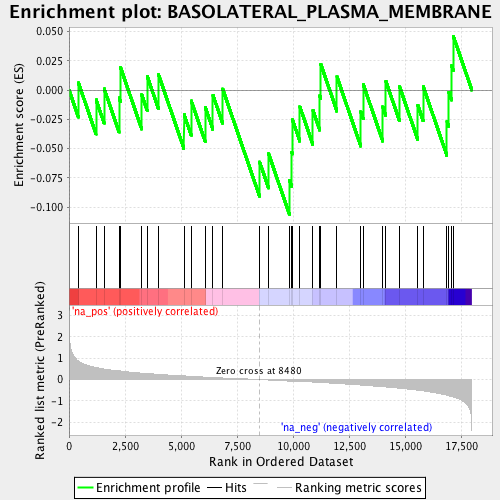 Enrichment plot: BASOLATERAL_PLASMA_MEMBRANE
Enrichment score (ES)
0.050
0.025
0.000
-0.025
-0.050
-0.075
-0.100
'na_pos' (positively correlated)
Ranked list metric (PreRanked)
3
2
1
0
-1
-2
Zero cross at 8480
'na_neg' (negatively correlated)
0
2,500
5,000
7,500
10,000
12,500
15,000
17,500
Rank in Ordered Dataset
Enrichment profile
Hits
Ranking metric scores